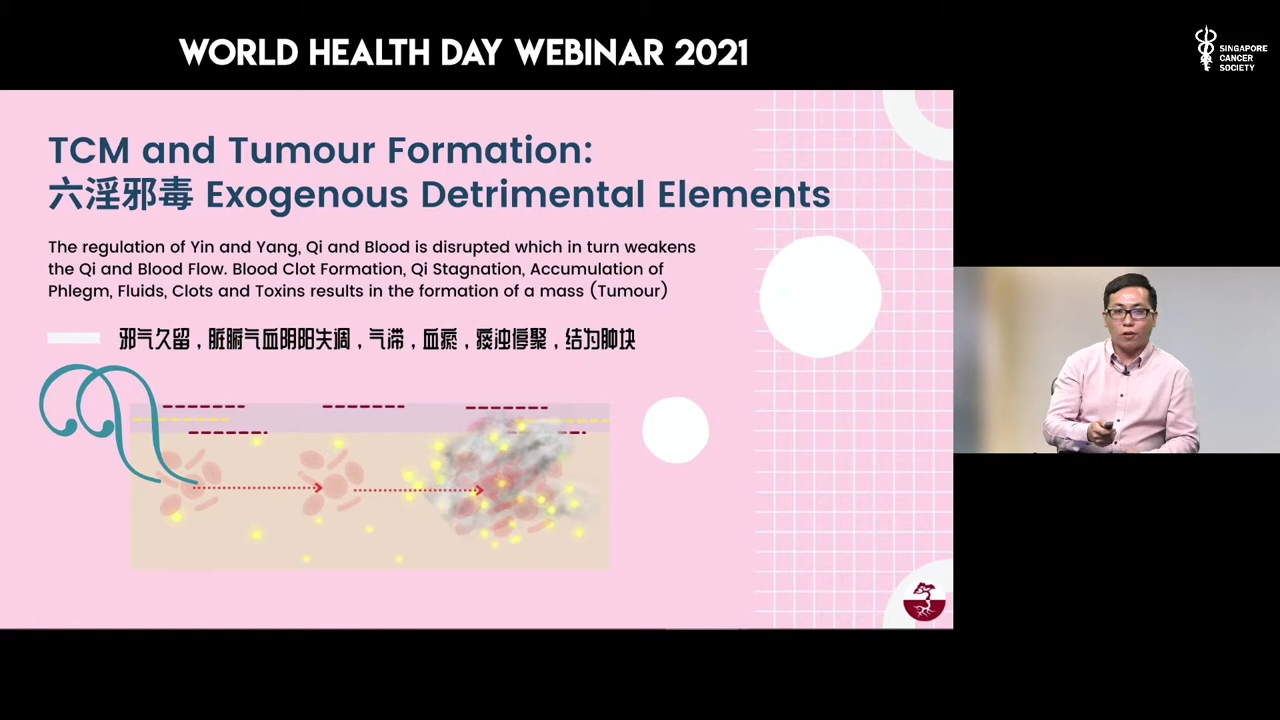 WORLD HEALTH DAY WEBINAR 2021
SINGAPORE
CANCER
SOCIETY
TCM and Tumour Formation:
六淫邪毒 Exogenous Detrimental Elements
The regulation of Yin and Yang, Qi and Blood is disrupted which in turn weakens
the Qi and Blood Flow. Blood Clot Formation, Qi Stagnation, Accumulation of
Phlegm, Fluids, Clots and Toxins results in the formation of a mass (Tumour)
邪气久留，脏腑气血阴阳失调，气滞，血瘀，痰浊停聚，结为肿块